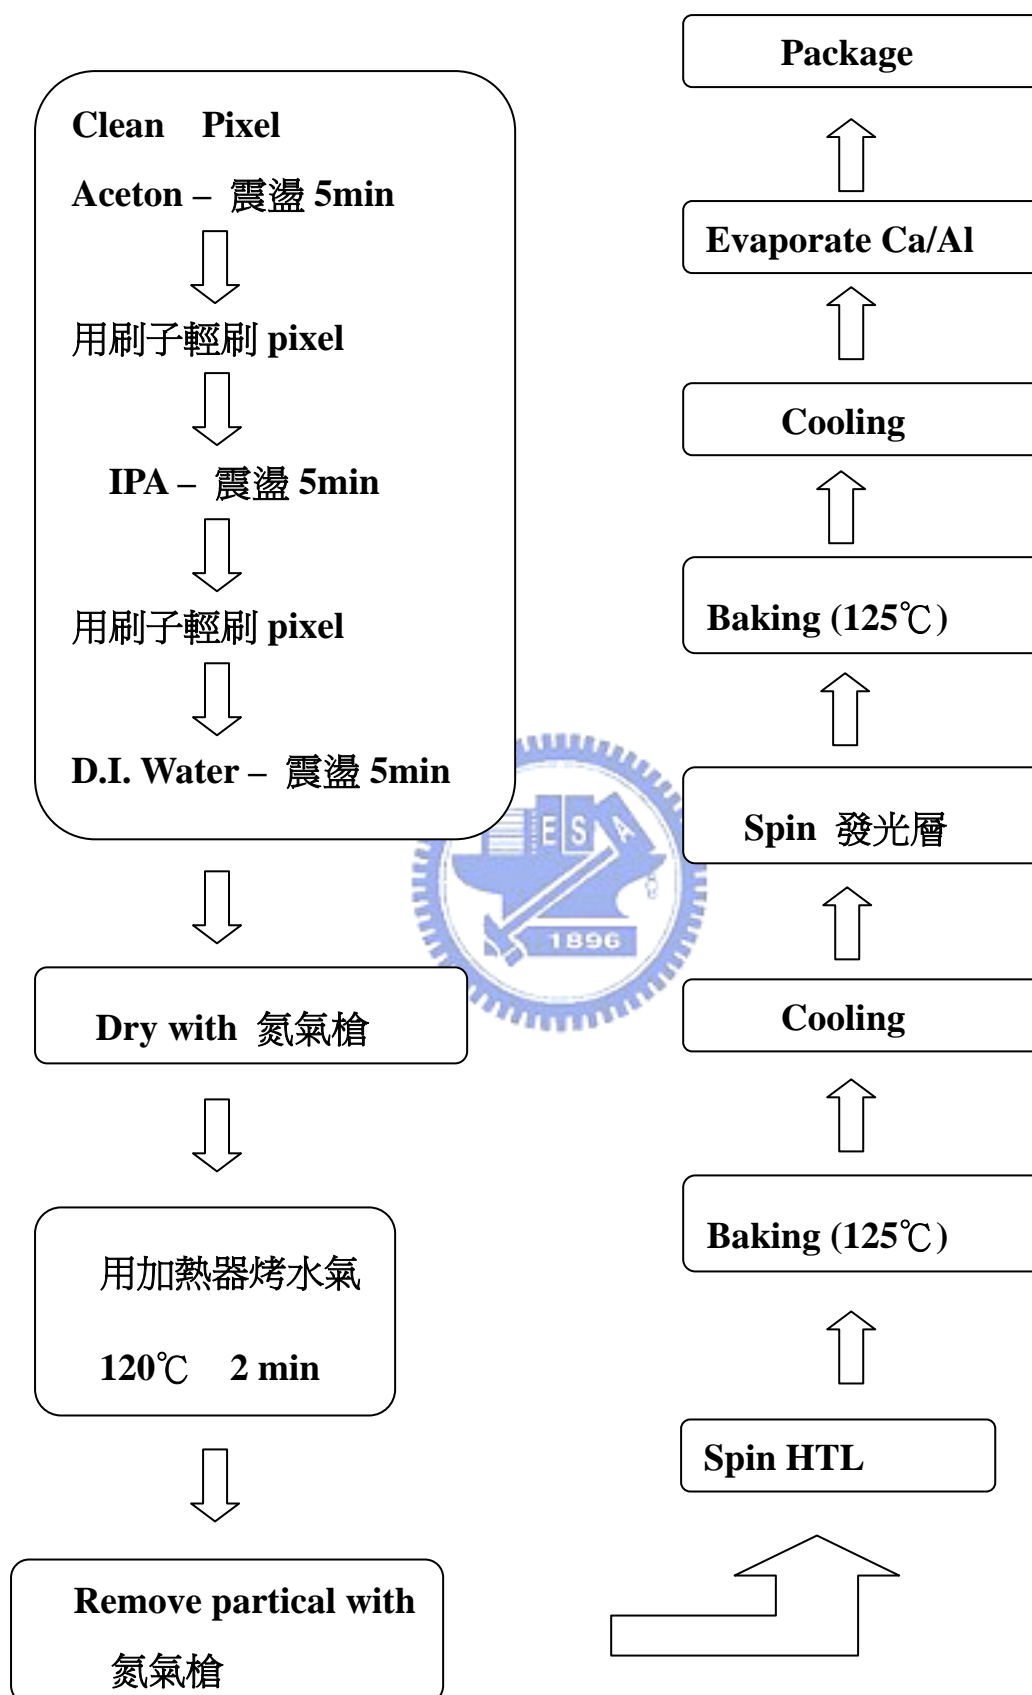 Clean Pixel
Aceton – 震盪 5min
用刷子輕刷 pixel
IPA – 震盪 5min
用刷子輕刷 pixel
D.I. Water – 震盪 5min
Dry with 氮氣槍
用加熱器烤水氣
120℃ 2 min
Remove partical with
氮氣槍
Spin HTL
Baking (125℃)
Cooling
Spin 發光層
Baking (125℃)
Cooling
Evaporate Ca/Al
Package
E S A
1896